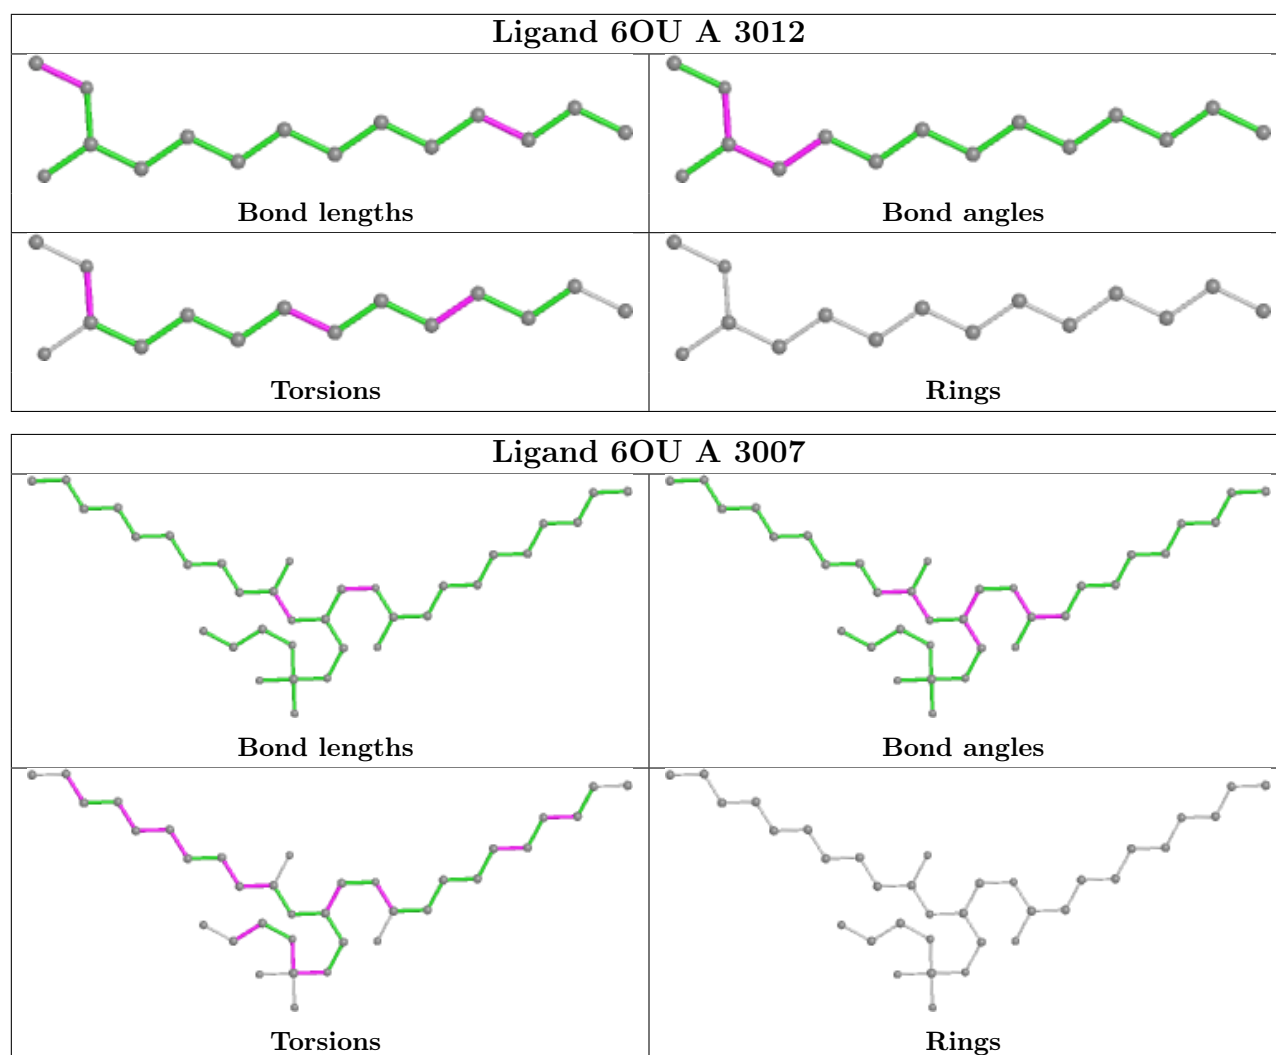 Ligand 6OU A 3012
Bond lengths
Bond angles
Torsions
Rings
Ligand 6OU A 3007
Bond lengths
Bond angles
Torsions
Rings